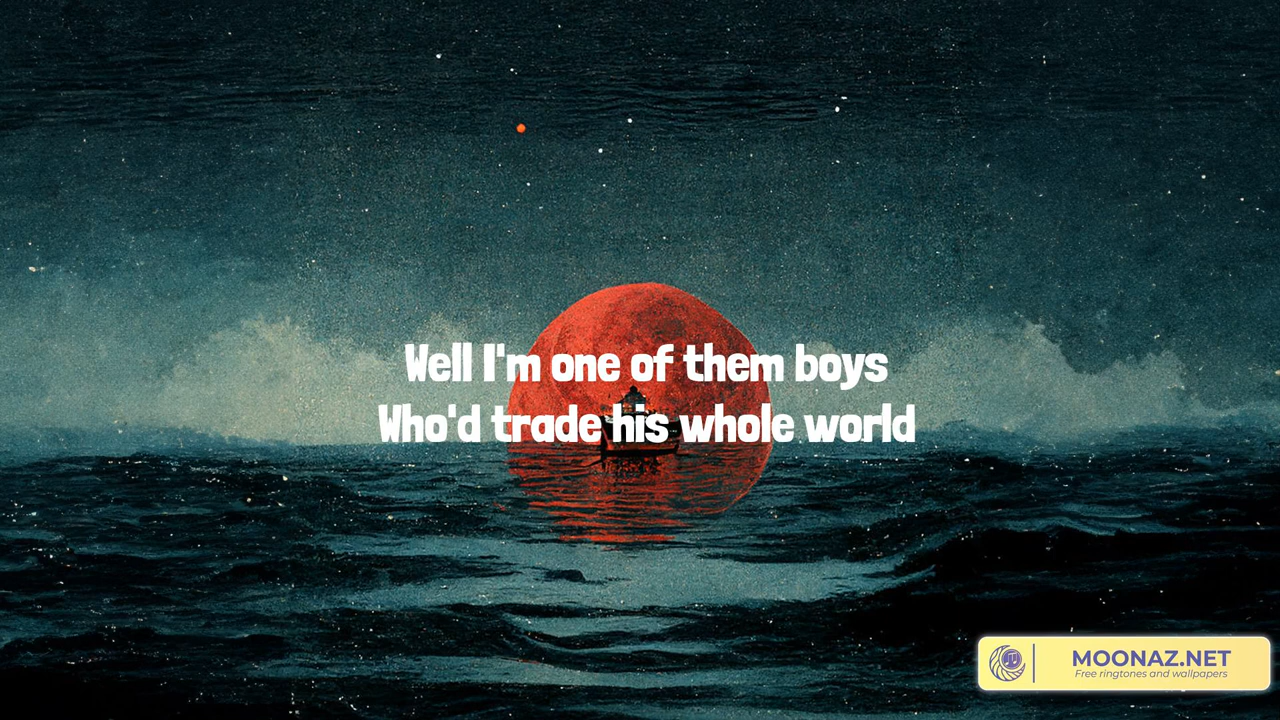 Well I'm one of them boys
Who'd trade his whole world
MOONAZ.NET
Free ringtones and wallpapers